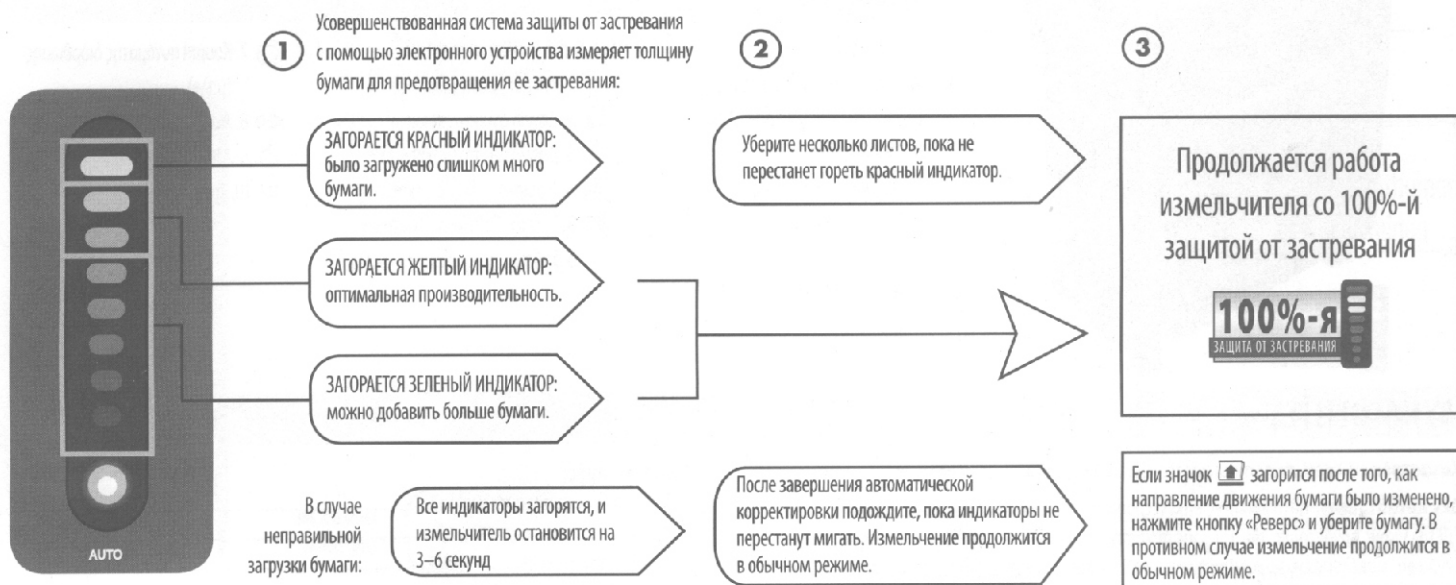 1
Усовершенствованная система защиты от застревания
с помощью электронного устройства измеряет толщину
бумаги для предотвращения ее застревания:
2
3
ЗАГОРАЕТСЯ КРАСНЫЙ ИНДИКАТОР:
было загружено слишком много
бумаги.
Уберите несколько листов, пока не
перестанет гореть красный индикатор.
Продолжается работа
измельчителя со 100%-й
защитой от застревания
100%-я
ЗАЩИТА ОТ ЗАСТРЕВАНИЯ
ЗАГОРАЕТСЯ ЖЕЛТЫЙ ИНДИКАТОР:
оптимальная производительность.
ЗАГОРАЕТСЯ ЗЕЛЕНЫЙ ИНДИКАТОР:
можно добавить больше бумаги.
AUTO
В случае
неправильной
загрузки бумаги:
Все индикаторы загорятся, и
измельчитель остановится на
3–6 секунд
После завершения автоматической
корректировки подождите, пока индикаторы не
перестанут мигать. Измельчение продолжится
в обычном режиме.
Если значок загорится после того, как
направление движения бумаги было изменено,
нажмите кнопку «Реверс» и уберите бумагу. В
противном случае измельчение продолжится в
обычном режиме.